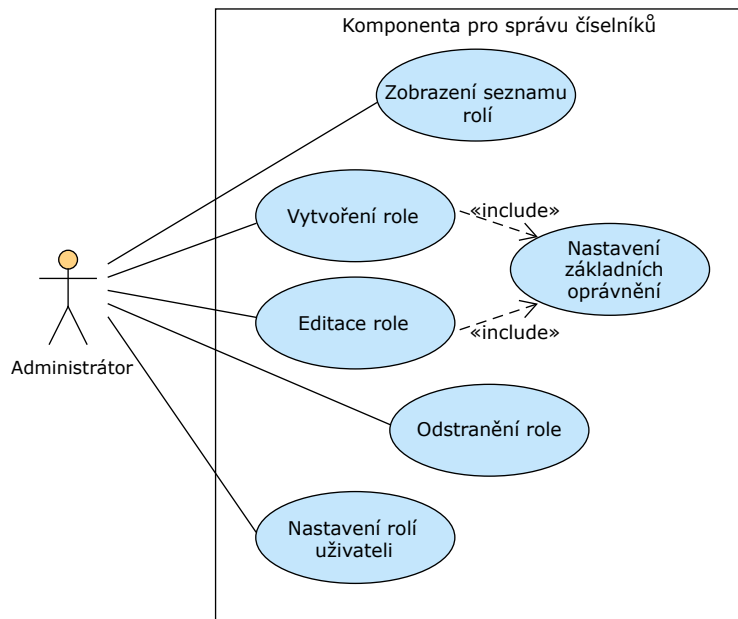 Komponenta pro správu číselníků
Zobrazení seznamu
rolí
Vytvoření role
«include»
Nastavení
základních
oprávnění
Editace role
«include»
Administrátor
Odstranění role
Nastavení rolí
uživateli